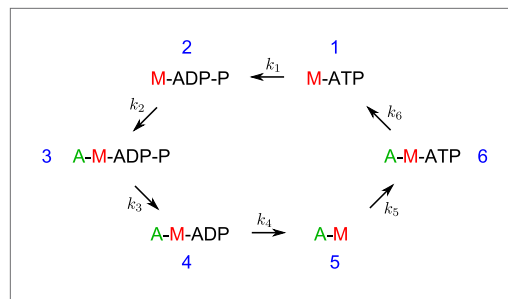 2 1
k₁
M-ADP-P M-ATP
k₂ k₆
3 A-M-ADP-P A-M-ATP 6
k₃ k₅
k₄
A-M-ADP A-M
4 5